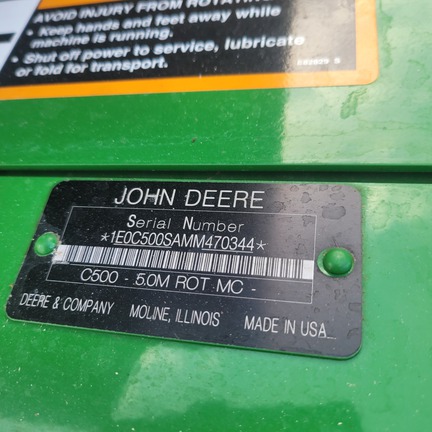 AVOID INJURY FROM ROTATING
• Keep hands and feet away while
machine is running.
• Shut off power to service, lubricate
or fold for transport.
JOHN DEERE
Serial Number
*1E0C500SAMM470344*
C500 - 5.0M ROT MC -
DEERE & COMPANY MOLINE, ILLINOIS MADE IN USA